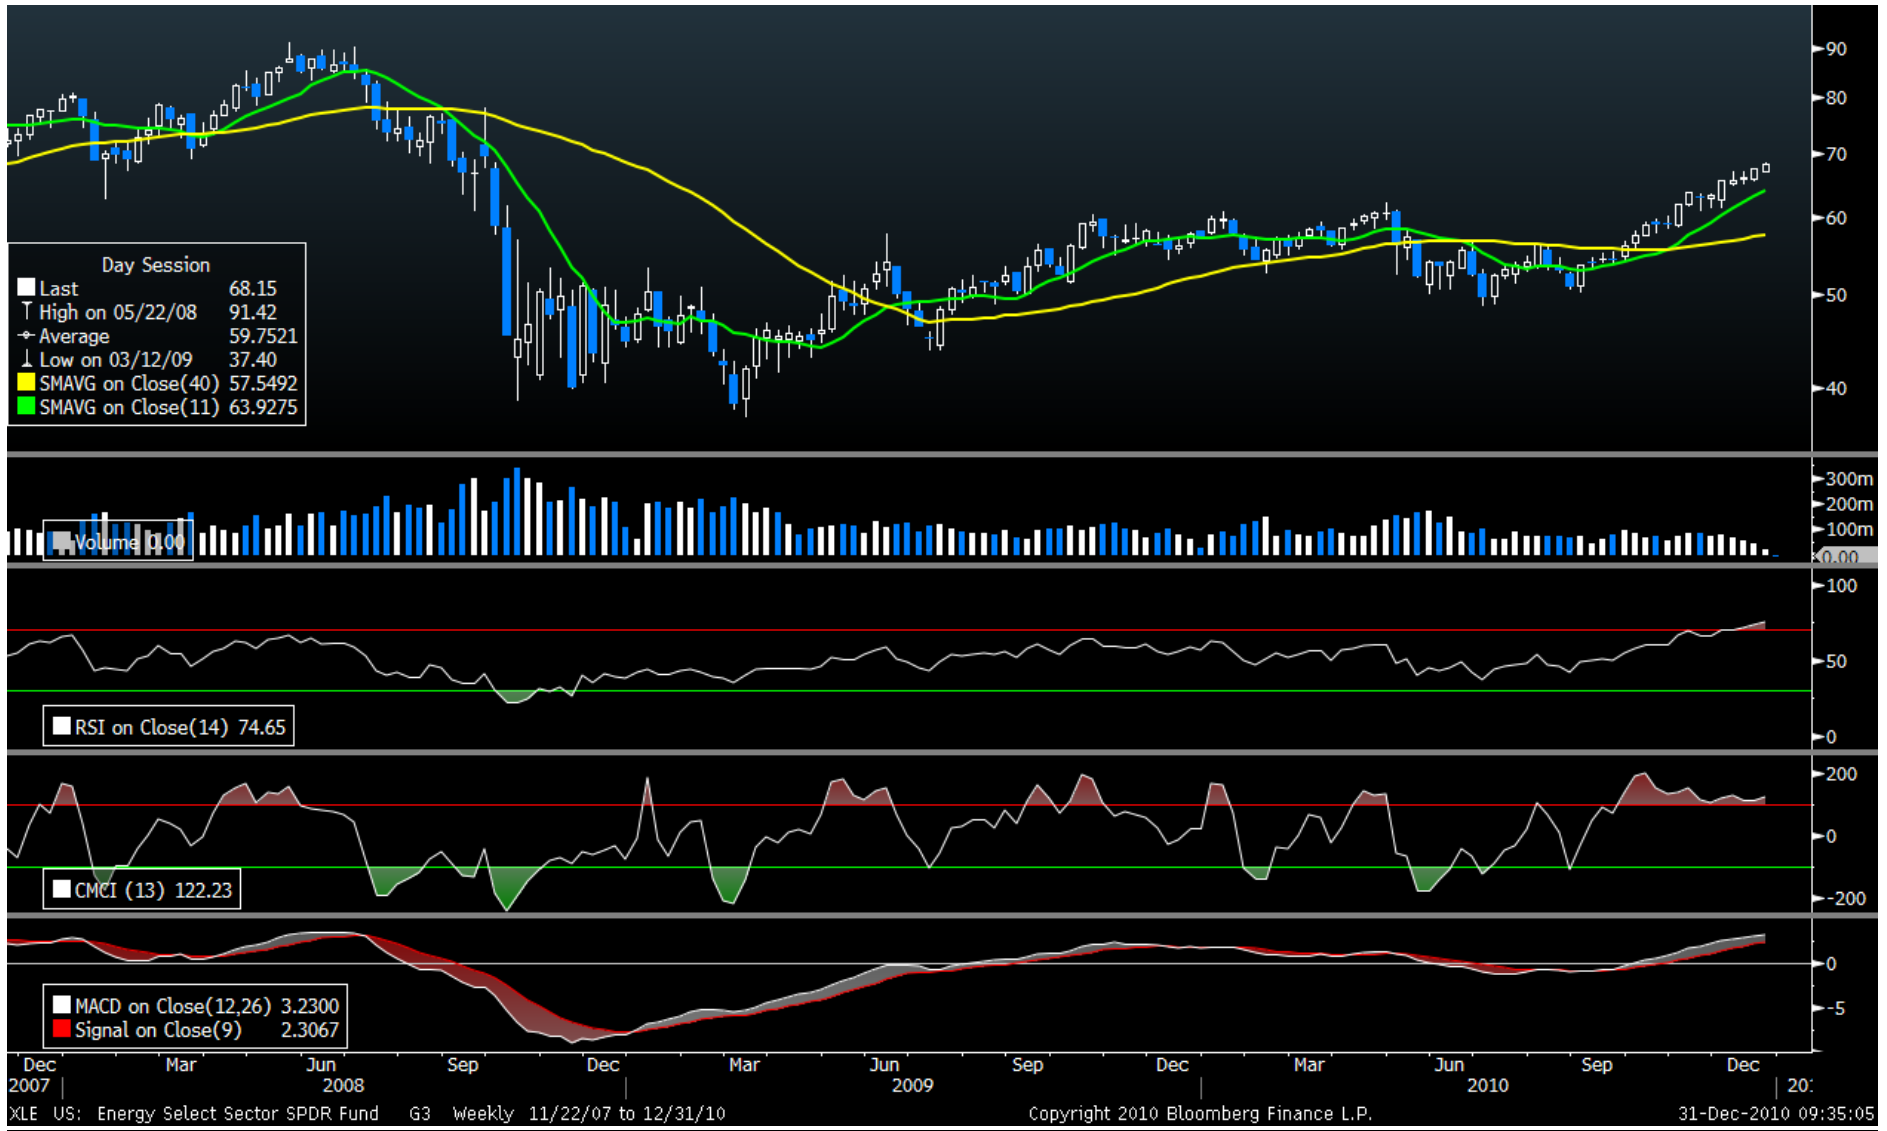 90
80
70
60
50
40
Day Session
Last 68.15
High on 05/22/08 91.42
Average 59.7521
Low on 03/12/09 37.40
SMAVG on Close(40) 57.5492
SMAVG on Close(11) 63.9275
300m
200m
100m
0.00
Volume 0.00
100
50
0
RSI on Close(14) 74.65
200
0
-200
CMCI (13) 122.23
0
-5
MACD on Close(12,26) 3.2300
Signal on Close(9) 2.3067
Dec Mar Jun Sep Dec Mar Jun Sep Dec Mar Jun Sep Dec
2007 2008 2009 2010 20:
XLE US: Energy Select Sector SPDR Fund G3 Weekly 11/22/07 to 12/31/10 Copyright 2010 Bloomberg Finance L.P. 31-Dec-2010 09:35:05